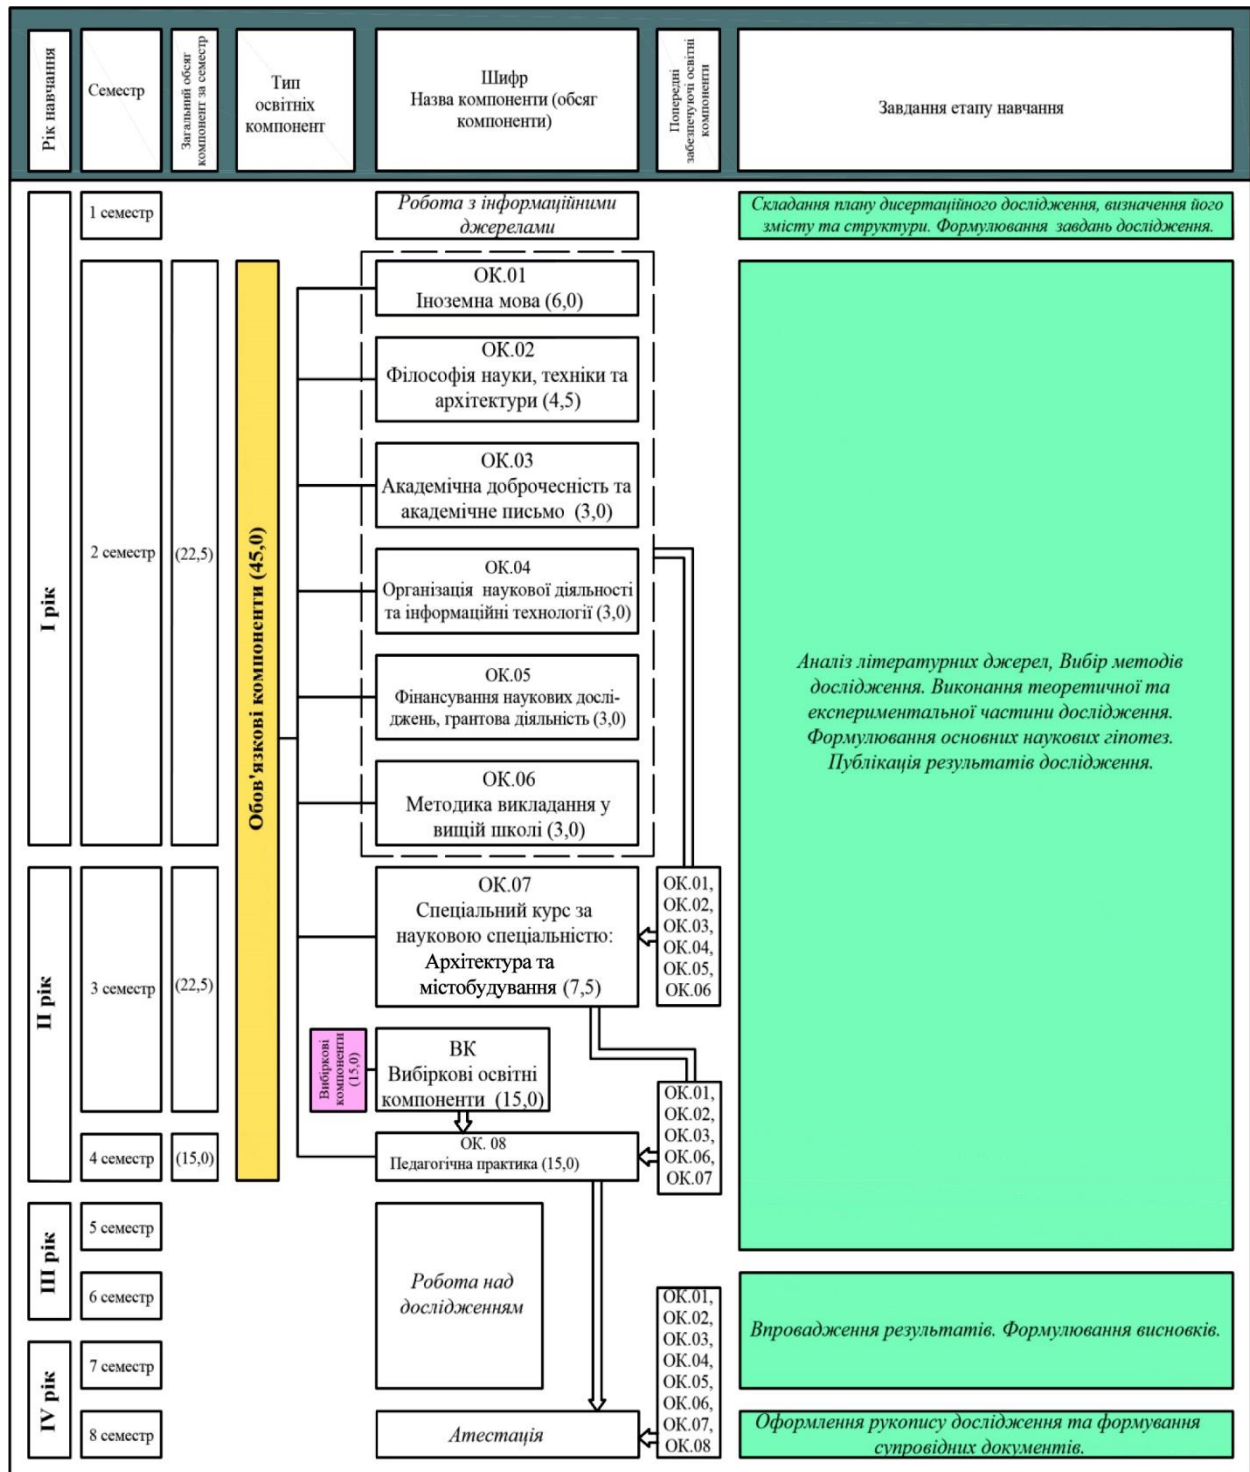 Рік навчання
Семестр
Загальний обсяг
компонент за семестр
Тип
освітніх
компонент
Шифр
Назва компоненти (обсяг
компоненти)
Попередні
забезпечуючі освітні
компоненти
Завдання етапу навчання
I рік
1 семестр
Робота з інформаційними
джерелами
Складання плану дисертаційного дослідження, визначення його
змісту та структури. Формулювання завдань дослідження.
2 семестр
(22,5)
Обов'язкові компоненти (45,0)
ОК.01
Іноземна мова (6,0)
ОК.02
Філософія науки, техніки та
архітектури (4,5)
ОК.03
Академічна доброчесність та
академічне письмо (3,0)
ОК.04
Організація наукової діяльності
та інформаційні технології (3,0)
ОК.05
Фінансування наукових дослі-
джень, грантова діяльність (3,0)
ОК.06
Методика викладання у
вищій школі (3,0)
Аналіз літературних джерел, Вибір методів
дослідження. Виконання теоретичної та
експериментальної частини дослідження.
Формулювання основних наукових гіпотез.
Публікація результатів дослідження.
II рік
3 семестр
(22,5)
ОК.07
Спеціальний курс за
науковою спеціальністю:
Архітектура та
містобудування (7,5)
ОК.01,
ОК.02,
ОК.03,
ОК.04,
ОК.05,
ОК.06
Вибіркові
компоненти
(15,0)
ВК
Вибіркові освітні
компоненти (15,0)
4 семестр
(15,0)
ОК. 08
Педагогічна практика (15,0)
ОК.01,
ОК.02,
ОК.03,
ОК.06,
ОК.07
III рік
5 семестр
6 семестр
Робота над
дослідженням
Впровадження результатів. Формулювання висновків.
IV рік
7 семестр
8 семестр
Атестація
ОК.01,
ОК.02,
ОК.03,
ОК.04,
ОК.05,
ОК.06,
ОК.07,
ОК.08
Оформлення рукопису дослідження та формування
супровідних документів.